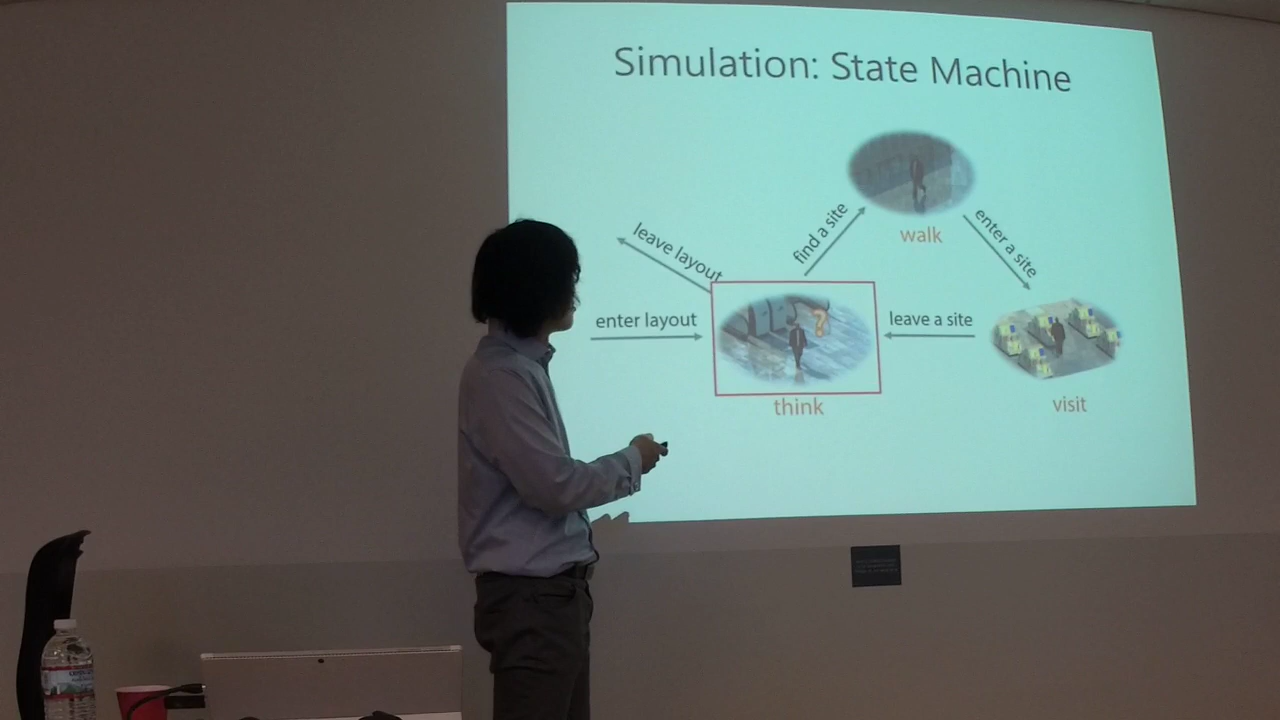 Simulation: State Machine
walk
find a site
enter a site
leave layout
enter layout
leave a site
?
think
visit